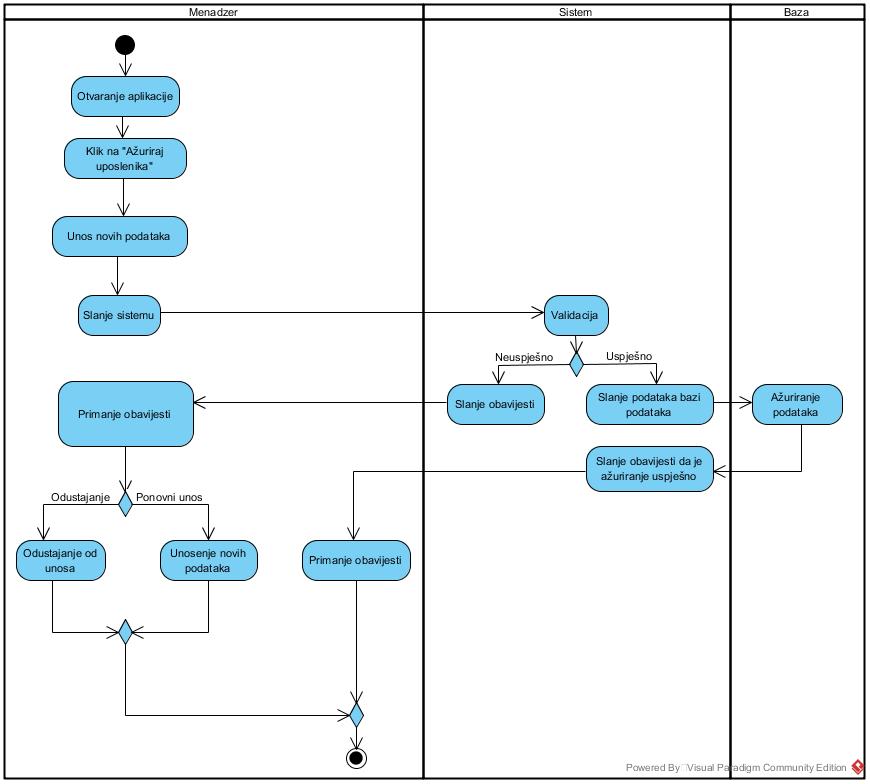 Menadzer
Sistem
Baza
Otvaranje aplikacije
Klik na "Ažuriraj
uposlenika"
Unos novih podataka
Slanje sistemu
Validacija
Neuspješno
Uspješno
Slanje obavijesti
Slanje podataka bazi
podataka
Ažuriranje
podataka
Primanje obavijesti
Slanje obavijesti da je
ažuriranje uspješno
Odustajanje
Ponovni unos
Odustajanje od
unosa
Unosenje novih
podataka
Primanje obavijesti
Powered By Visual Paradigm Community Edition